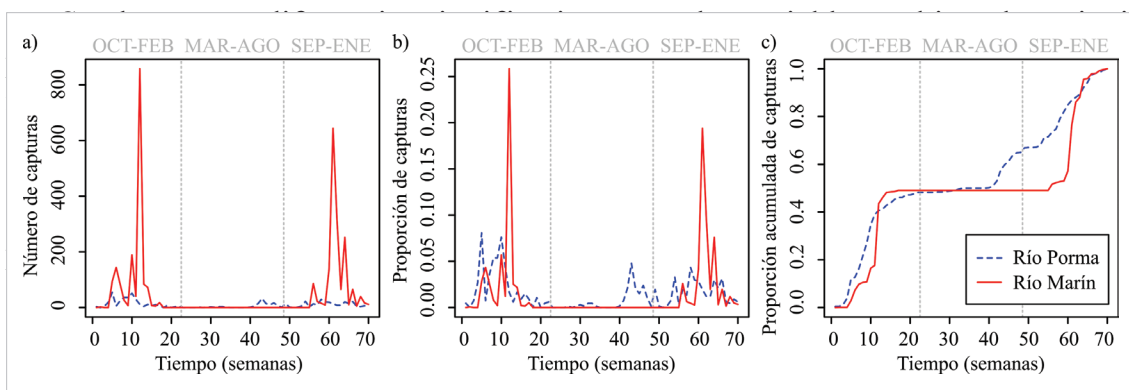 a)
OCT-FEB MAR-AGO SEP-ENE
Número de capturas
0 200 400 600 800
0 10 20 30 40 50 60 70
Tiempo (semanas)
b)
OCT-FEB MAR-AGO SEP-ENE
Proporción de capturas
0.00 0.05 0.10 0.15 0.20 0.25
0 10 20 30 40 50 60 70
Tiempo (semanas)
c)
OCT-FEB MAR-AGO SEP-ENE
Proporción acumulada de capturas
0.0 0.2 0.4 0.6 0.8 1.0
Río Porma
Río Marín
0 10 20 30 40 50 60 70
Tiempo (semanas)